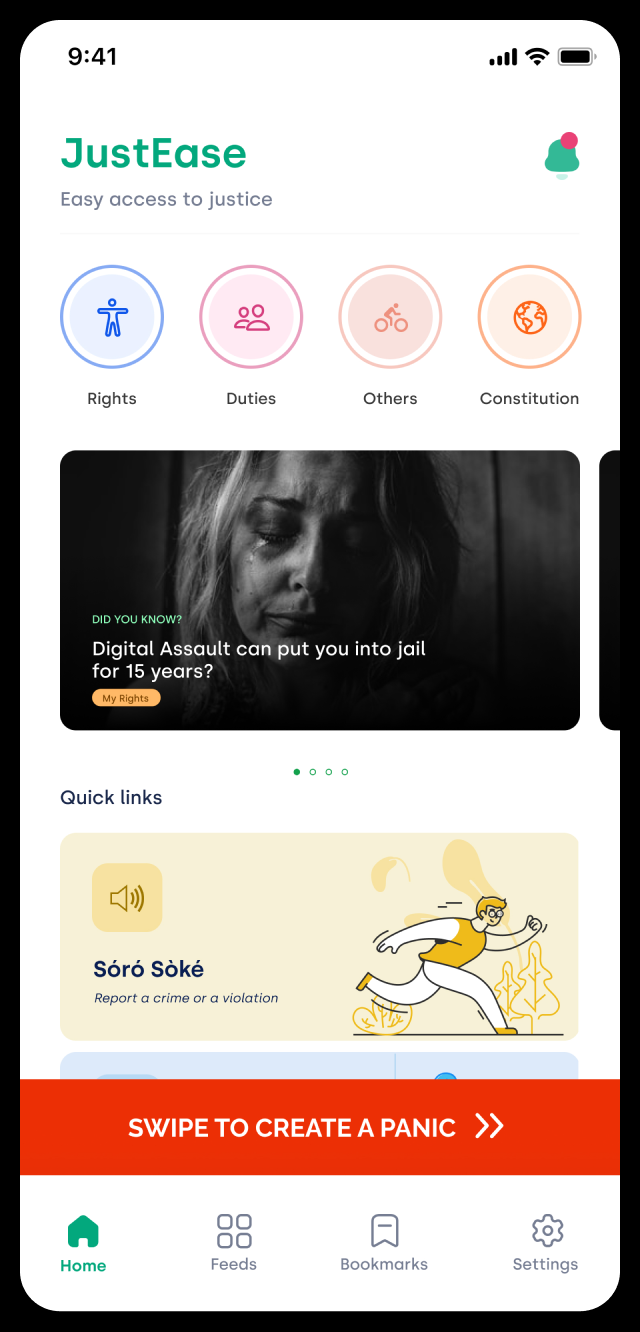 9:41
JustEase
Easy access to justice
Rights
Duties
Others
Constitution
DID YOU KNOW?
Digital Assault can put you into jail
for 15 years?
My Rights
Quick links
Sóró Sòké
Report a crime or a violation
SWIPE TO CREATE A PANIC
Home
Feeds
Bookmarks
Settings